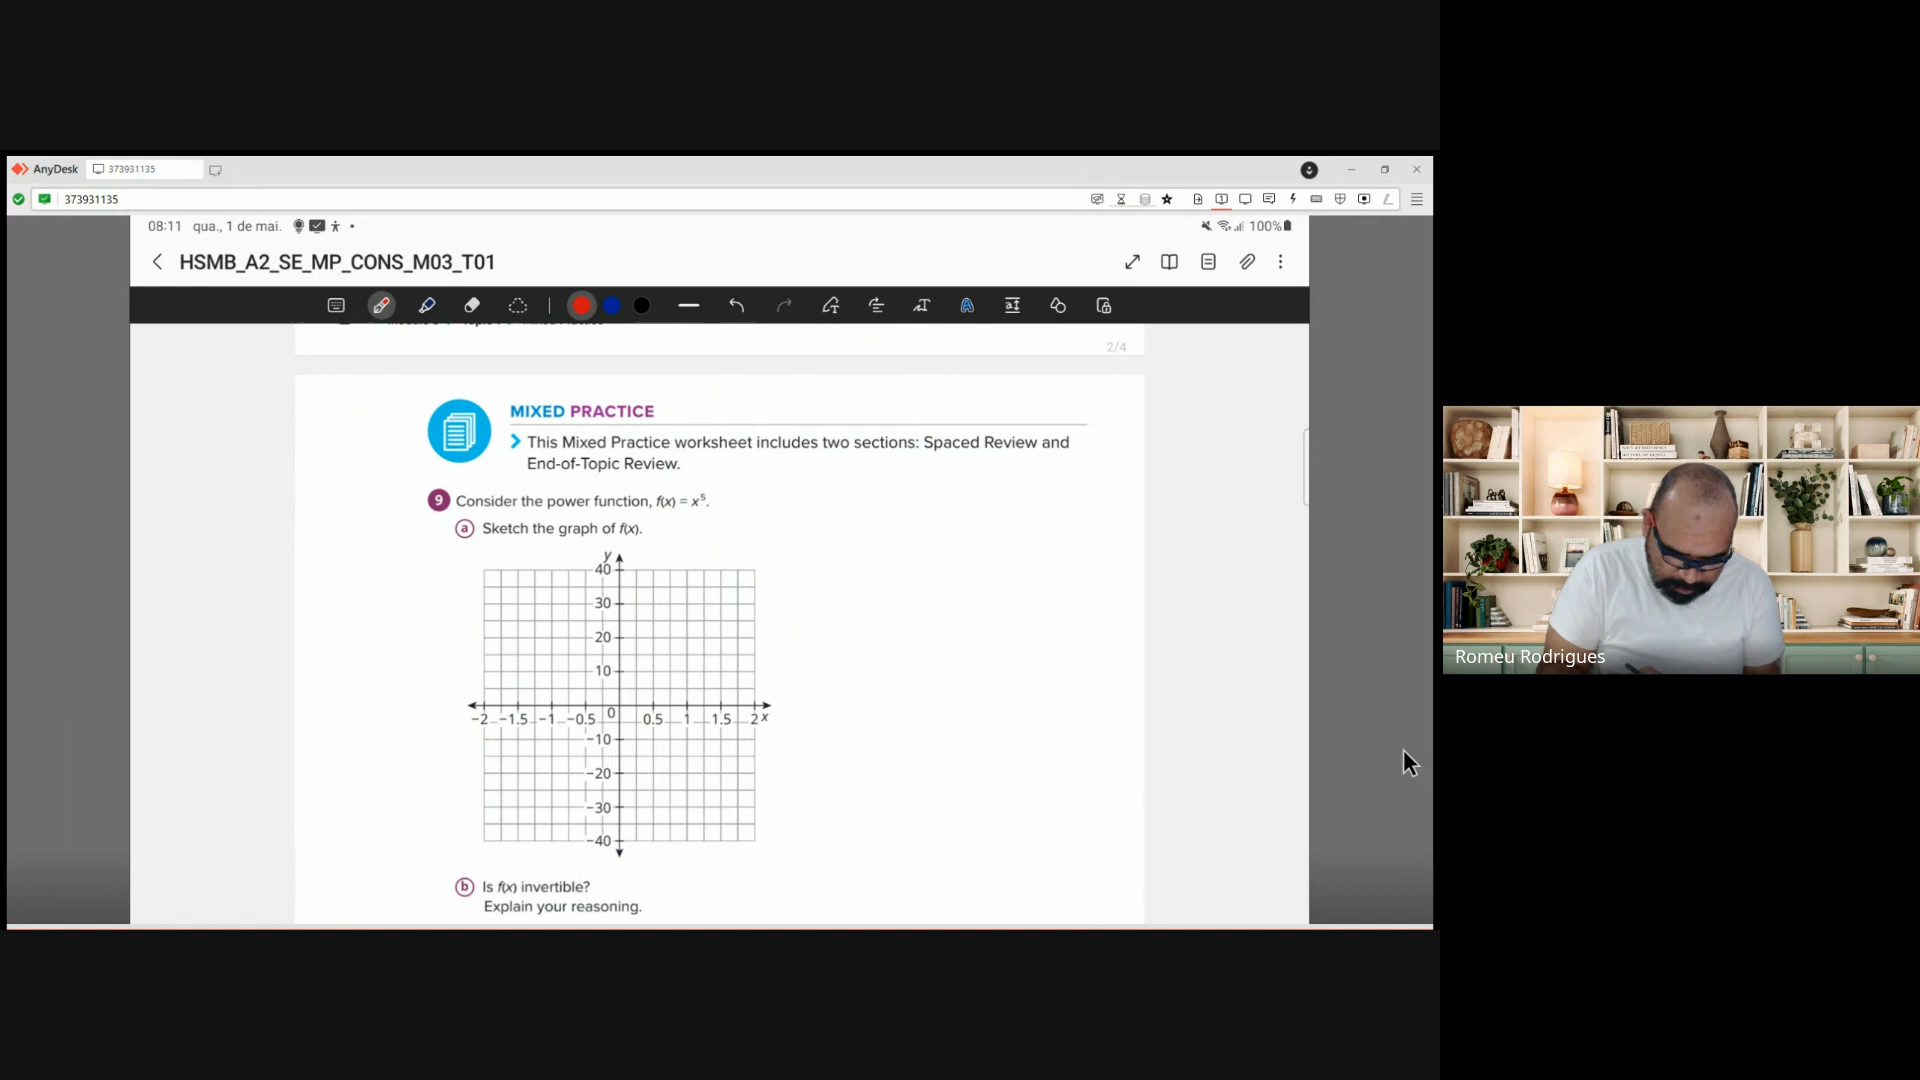 AnyDesk
373931135
373931135
08:11 qua., 1 de mai.
100%
HSMB_A2_SE_MP_CONS_M03_T01
2/4
MIXED PRACTICE
This Mixed Practice worksheet includes two sections: Spaced Review and
End-of-Topic Review.
9 Consider the power function, f(x) = x⁵.
a Sketch the graph of f(x).
y
40
30
20
10
0
−2 −1.5 −1 −0.5 0.5 1 1.5 2 x
−10
−20
−30
−40
b Is f(x) invertible?
Explain your reasoning.
Romeu Rodrigues